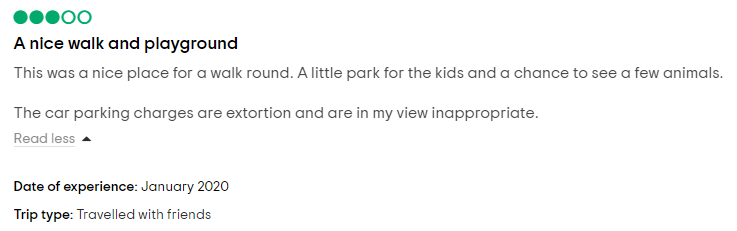 A nice walk and playground
This was a nice place for a walk round. A little park for the kids and a chance to see a few animals.
The car parking charges are extortion and are in my view inappropriate.
Read less
Date of experience: January 2020
Trip type: Travelled with friends